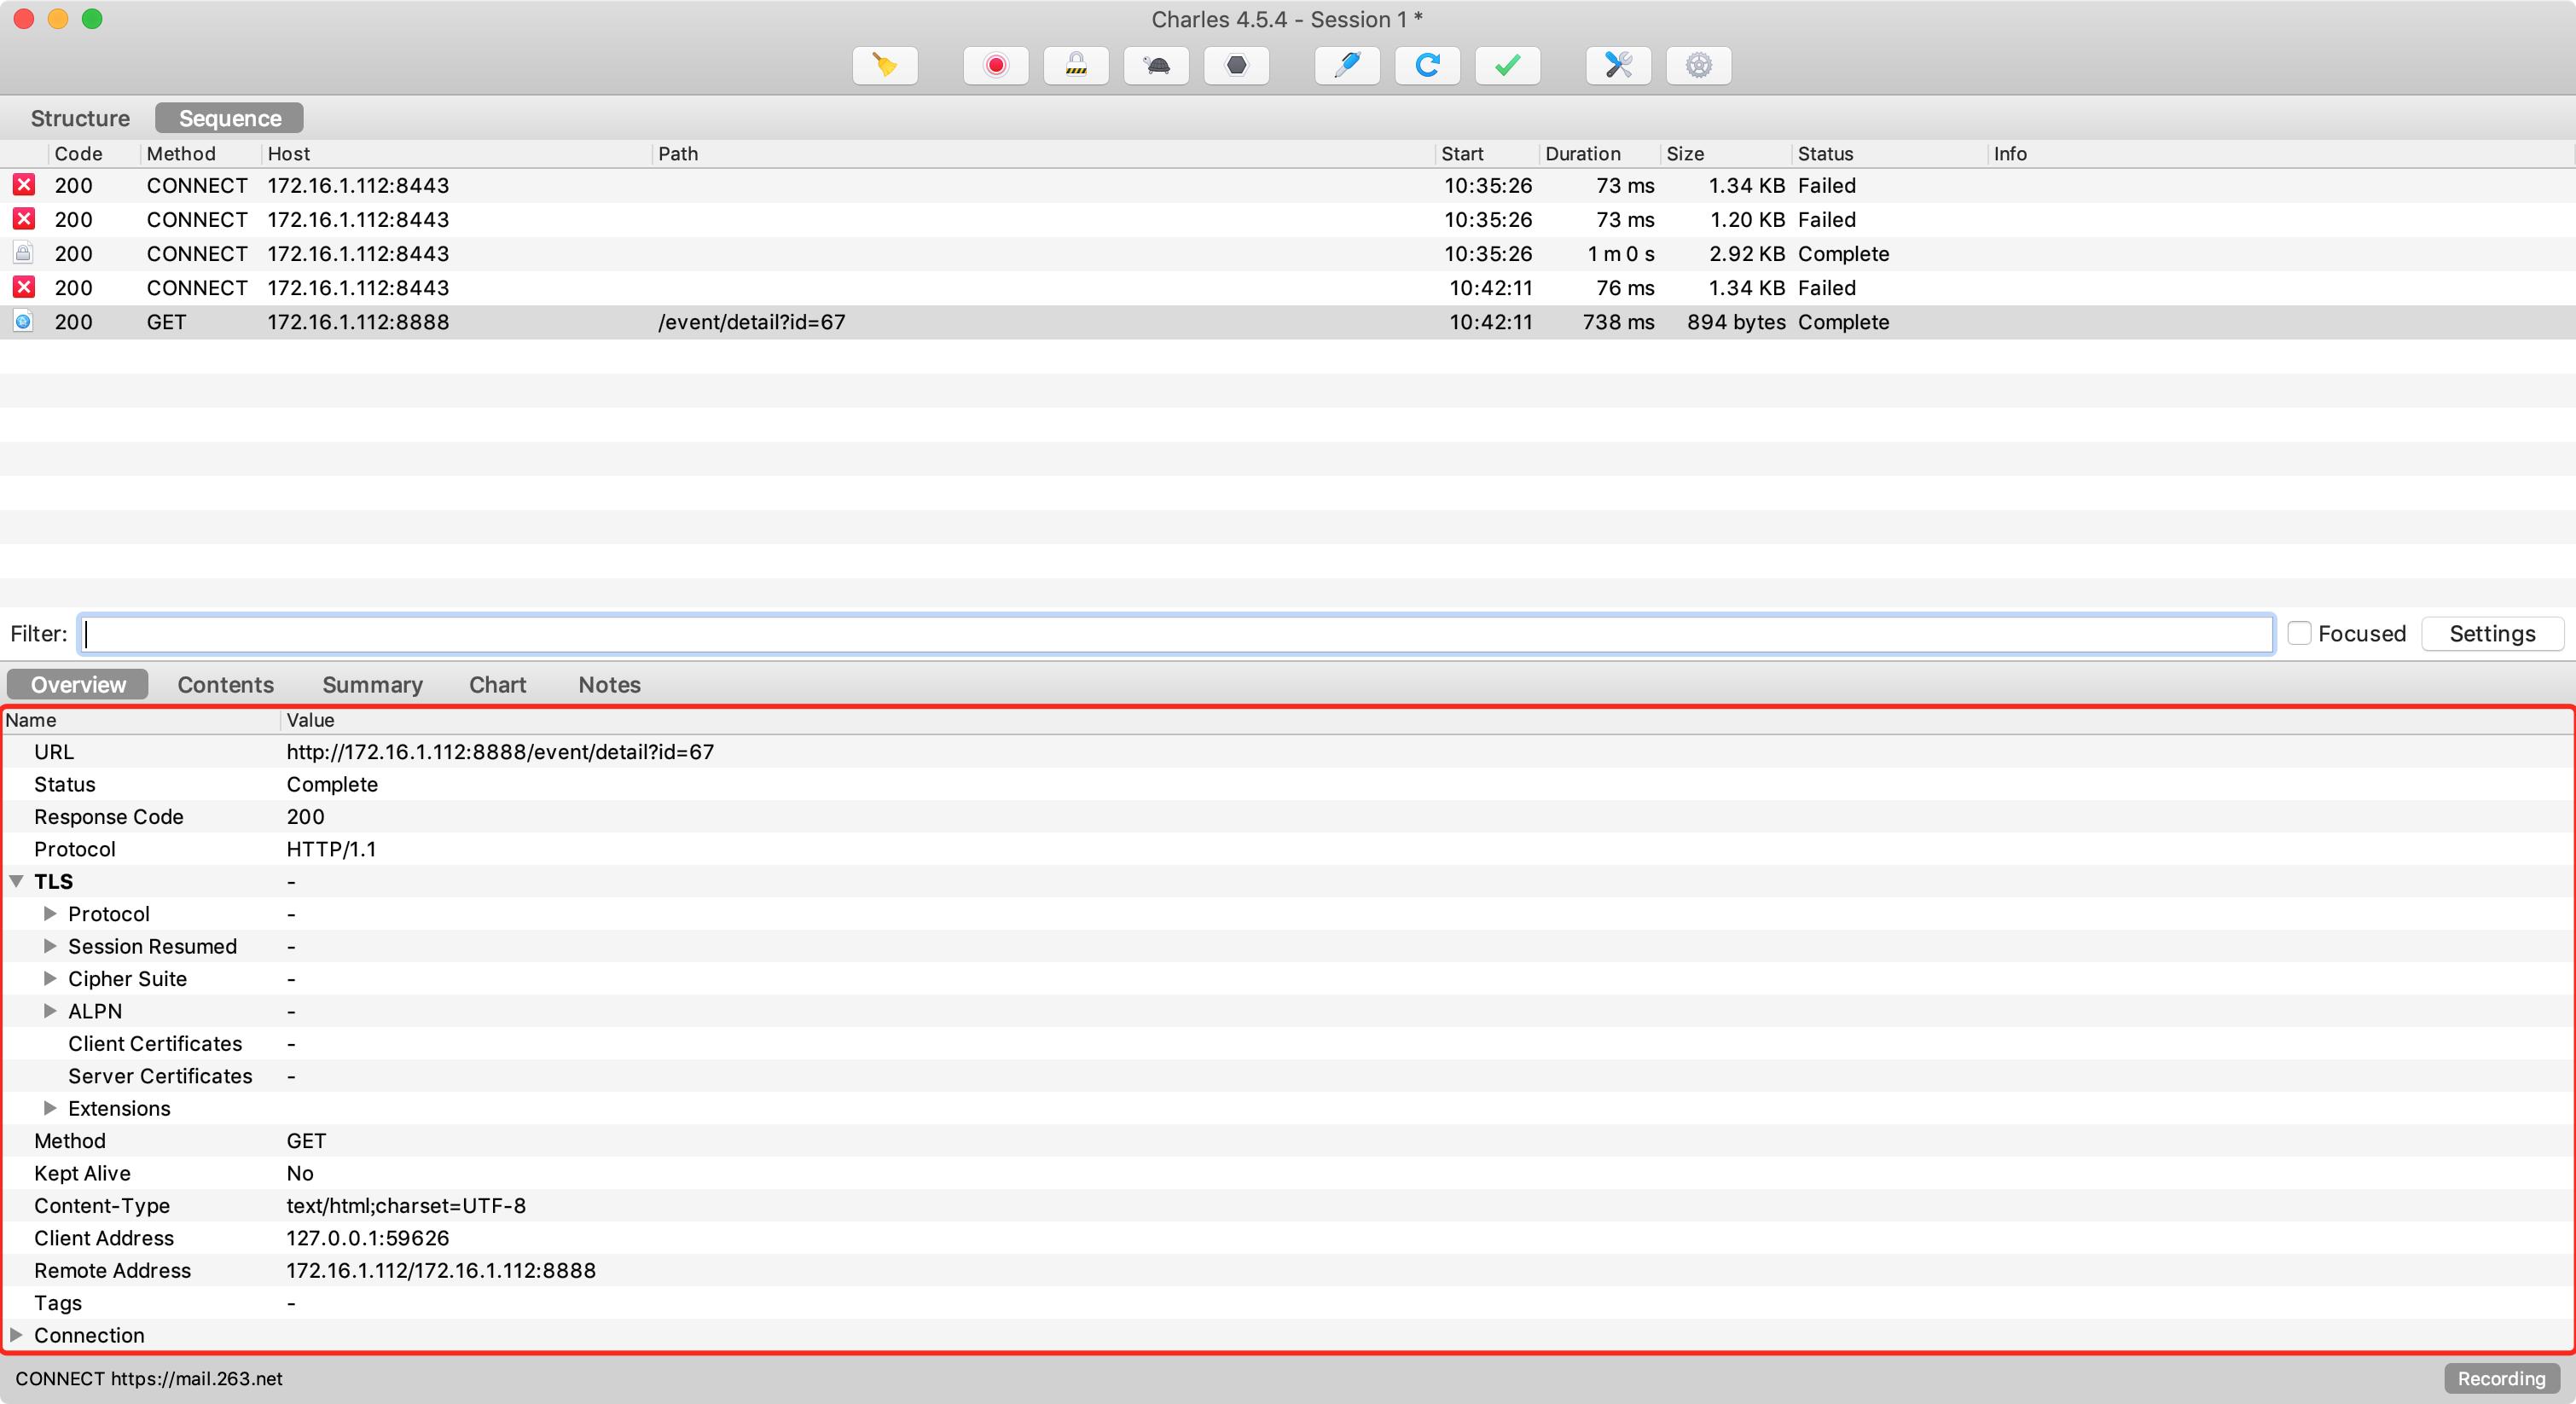 Charles 4.5.4 - Session 1 *
Structure Sequence
Code Method Host Path Start Duration Size Status Info
200 CONNECT 172.16.1.112:8443 10:35:26 73 ms 1.34 KB Failed
200 CONNECT 172.16.1.112:8443 10:35:26 73 ms 1.20 KB Failed
200 CONNECT 172.16.1.112:8443 10:35:26 1 m 0 s 2.92 KB Complete
200 CONNECT 172.16.1.112:8443 10:42:11 76 ms 1.34 KB Failed
200 GET 172.16.1.112:8888 /event/detail?id=67 10:42:11 738 ms 894 bytes Complete
Filter: Focused Settings
Overview Contents Summary Chart Notes
Name Value
URL http://172.16.1.112:8888/event/detail?id=67
Status Complete
Response Code 200
Protocol HTTP/1.1
TLS -
Protocol -
Session Resumed -
Cipher Suite -
ALPN -
Client Certificates -
Server Certificates -
Extensions
Method GET
Kept Alive No
Content-Type text/html;charset=UTF-8
Client Address 127.0.0.1:59626
Remote Address 172.16.1.112/172.16.1.112:8888
Tags -
Connection
CONNECT https://mail.263.net Recording